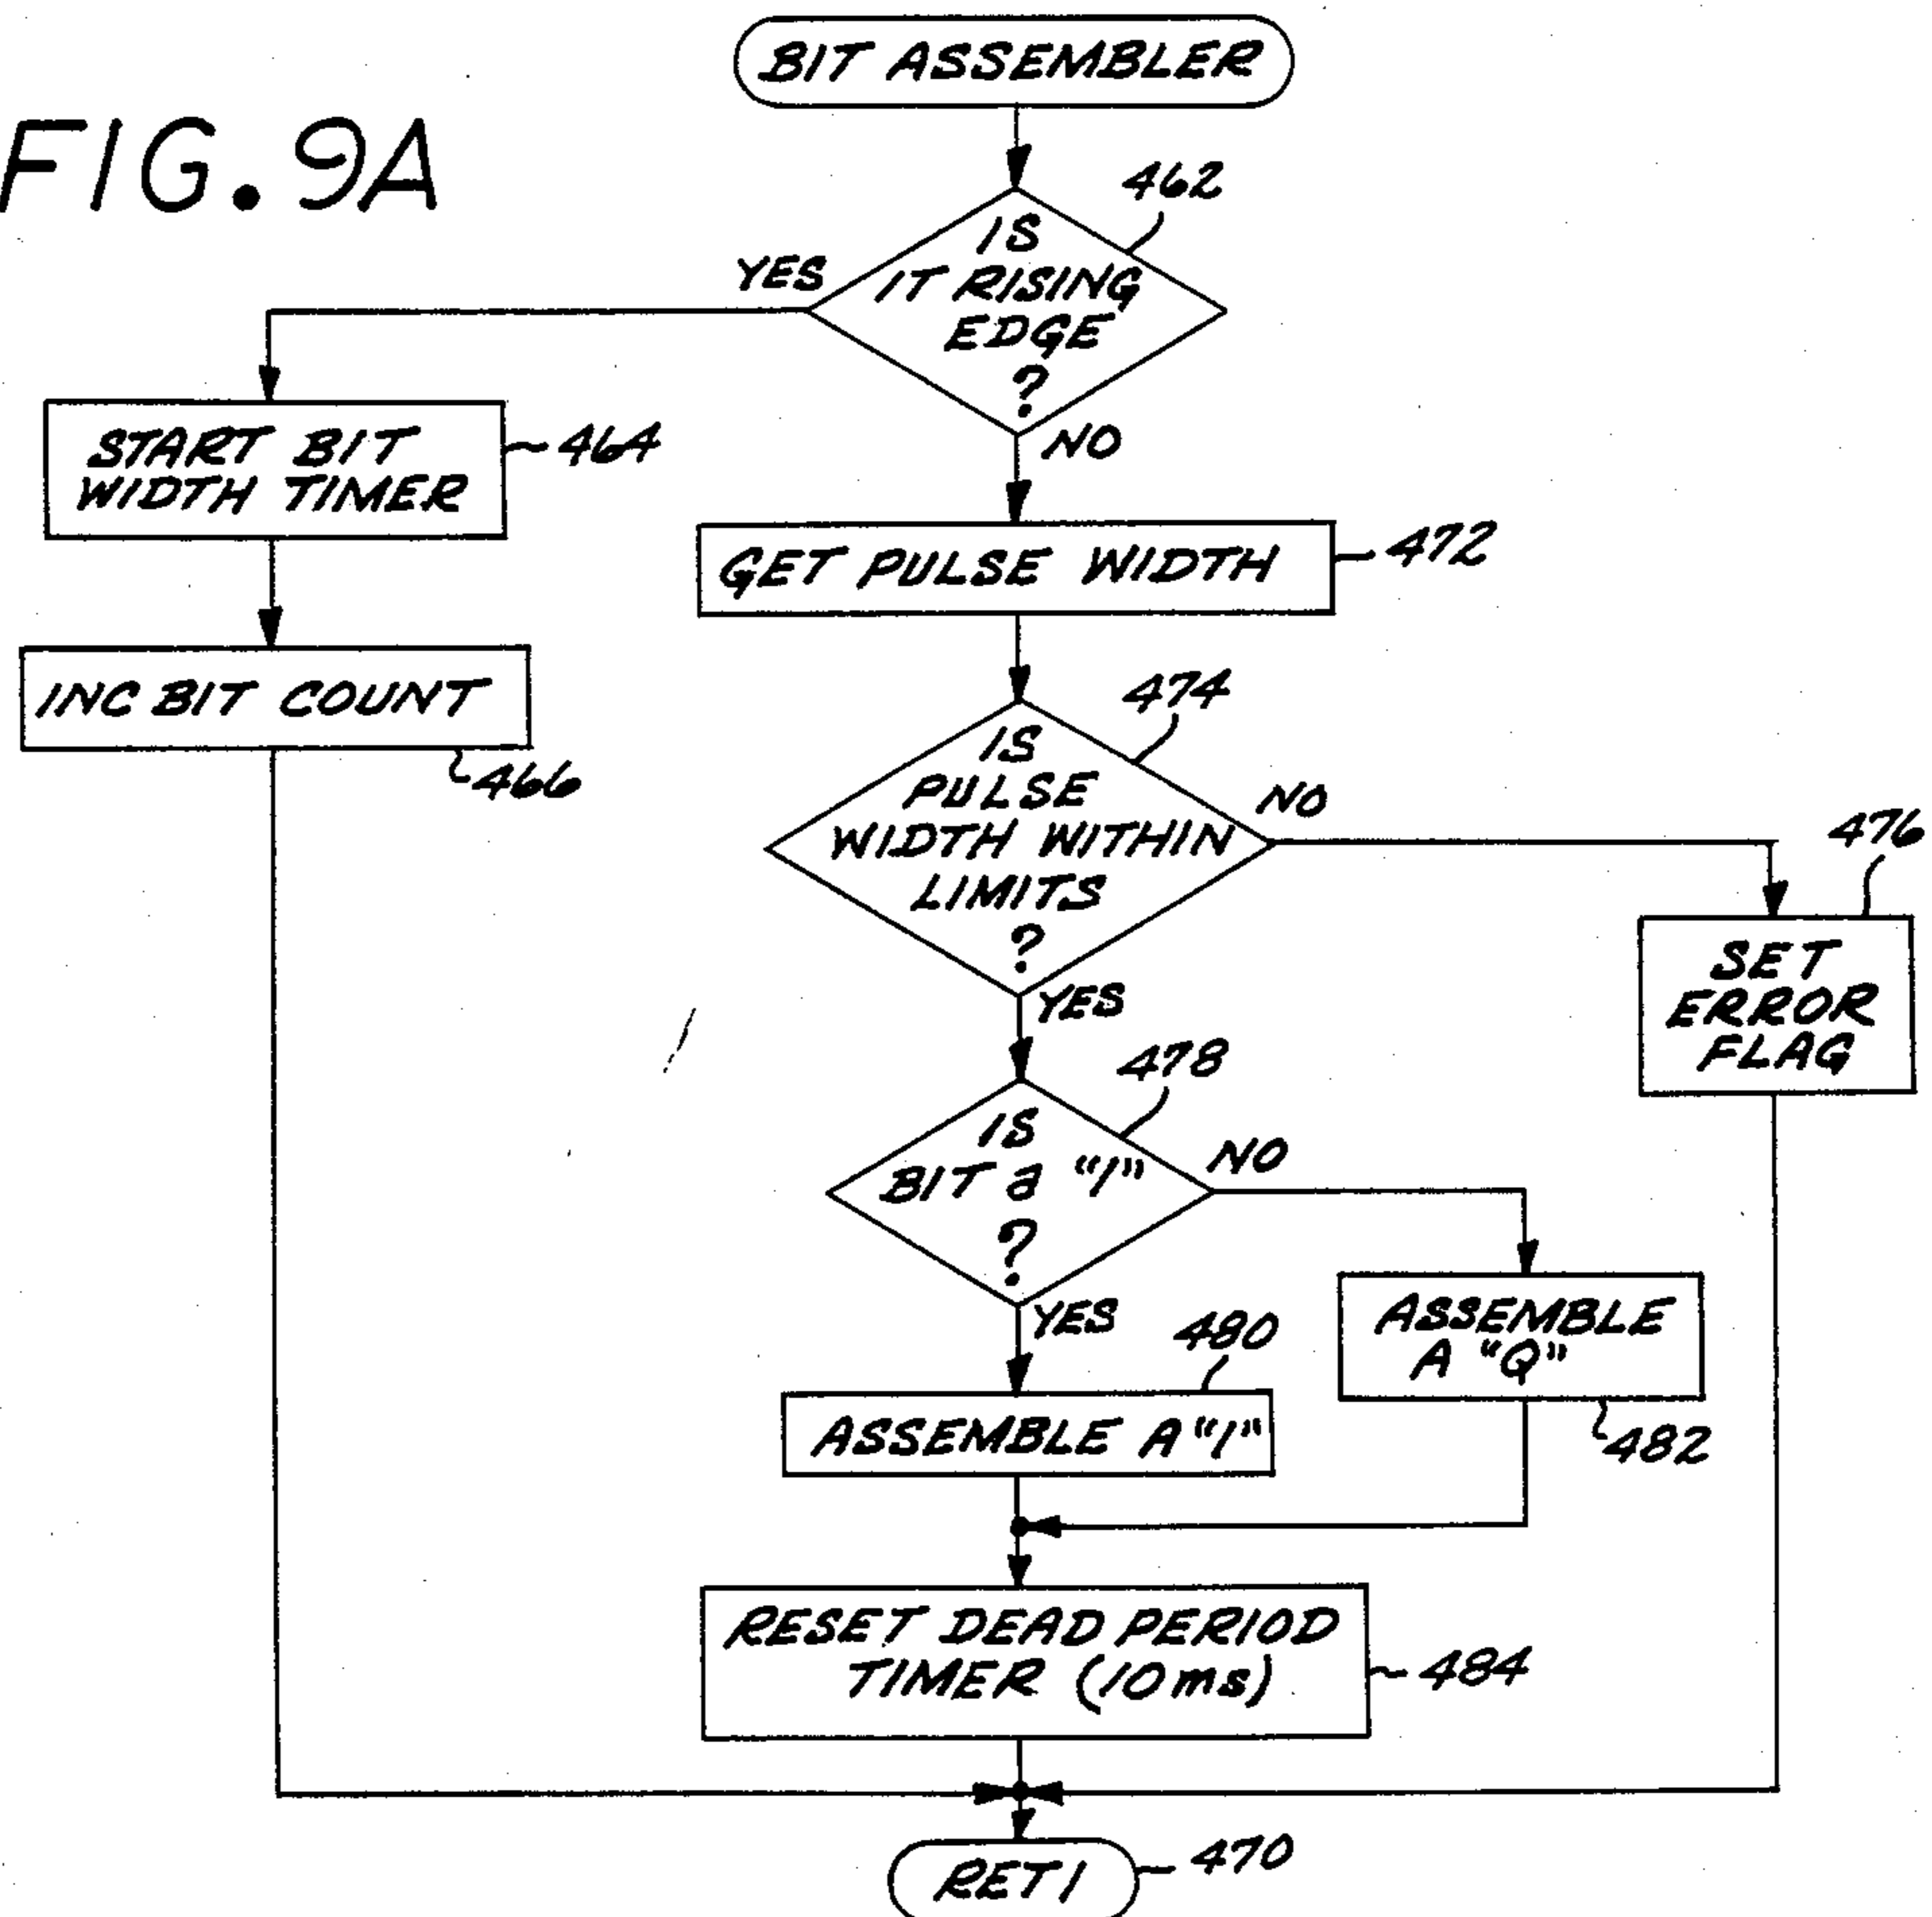 FIG. 9A
BIT ASSEMBLER
462
IS
IT RISING
EDGE
?
YES
NO
START BIT
WIDTH TIMER
464
INC BIT COUNT
466
GET PULSE WIDTH
472
474
IS
PULSE
WIDTH WITHIN
LIMITS
?
NO
YES
476
SET
ERROR
FLAG
478
IS
BIT a "1"
?
NO
YES
480
ASSEMBLE A "1"
ASSEMBLE
A "Q"
482
RESET DEAD PERIOD
TIMER (10ms)
484
RETI
470